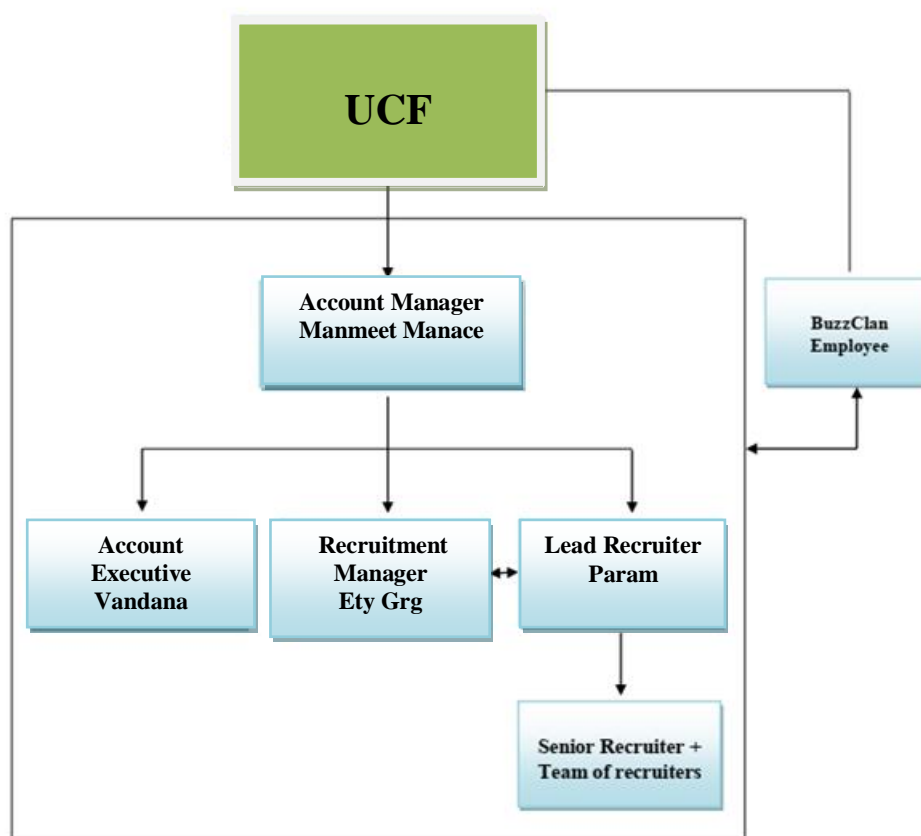 UCF
Account Manager
Manmeet Manace
BuzzClan
Employee
Account
Executive
Vandana
Recruitment
Manager
Ety Grg
Lead Recruiter
Param
Senior Recruiter +
Team of recruiters